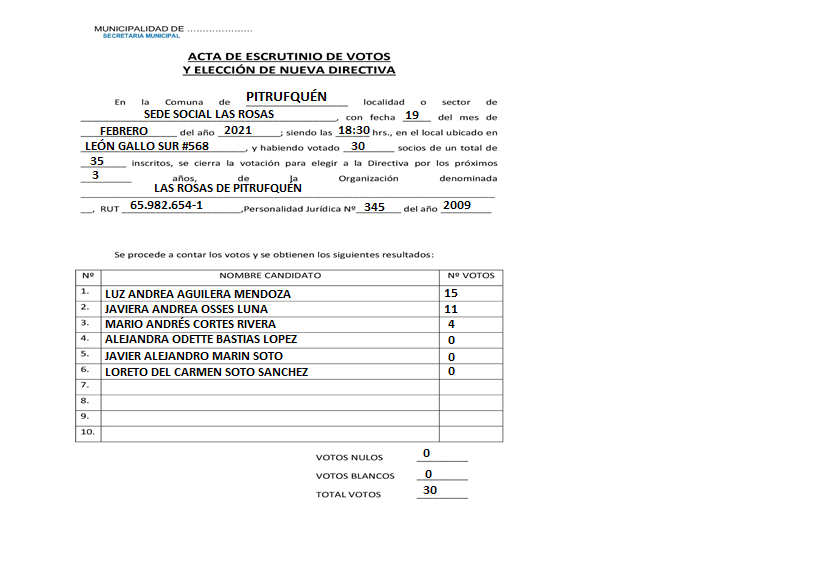 MUNICIPALIDAD DE ………………….
SECRETARIA MUNICIPAL
ACTA DE ESCRUTINIO DE VOTOS
Y ELECCIÓN DE NUEVA DIRECTIVA
En la Comuna de PITRUFQUÉN localidad o sector de
SEDE SOCIAL LAS ROSAS, con fecha 19 del mes de
FEBRERO del año 2021; siendo las 18:30 hrs., en el local ubicado en
LEÓN GALLO SUR #568, y habiendo votado 30 socios de un total de
35 inscritos, se cierra la votación para elegir a la Directiva por los próximos
3 años, de la Organización denominada
LAS ROSAS DE PITRUFQUÉN
, RUT 65.982.654-1,Personalidad Jurídica Nº 345 del año 2009
Se procede a contar los votos y se obtienen los siguientes resultados:
Nº NOMBRE CANDIDATO Nº VOTOS
1. LUZ ANDREA AGUILERA MENDOZA 15
2. JAVIERA ANDREA OSSES LUNA 11
3. MARIO ANDRÉS CORTES RIVERA 4
4. ALEJANDRA ODETTE BASTIAS LOPEZ 0
5. JAVIER ALEJANDRO MARIN SOTO 0
6. LORETO DEL CARMEN SOTO SANCHEZ 0
7.
8.
9.
10.
VOTOS NULOS 0
VOTOS BLANCOS 0
TOTAL VOTOS 30